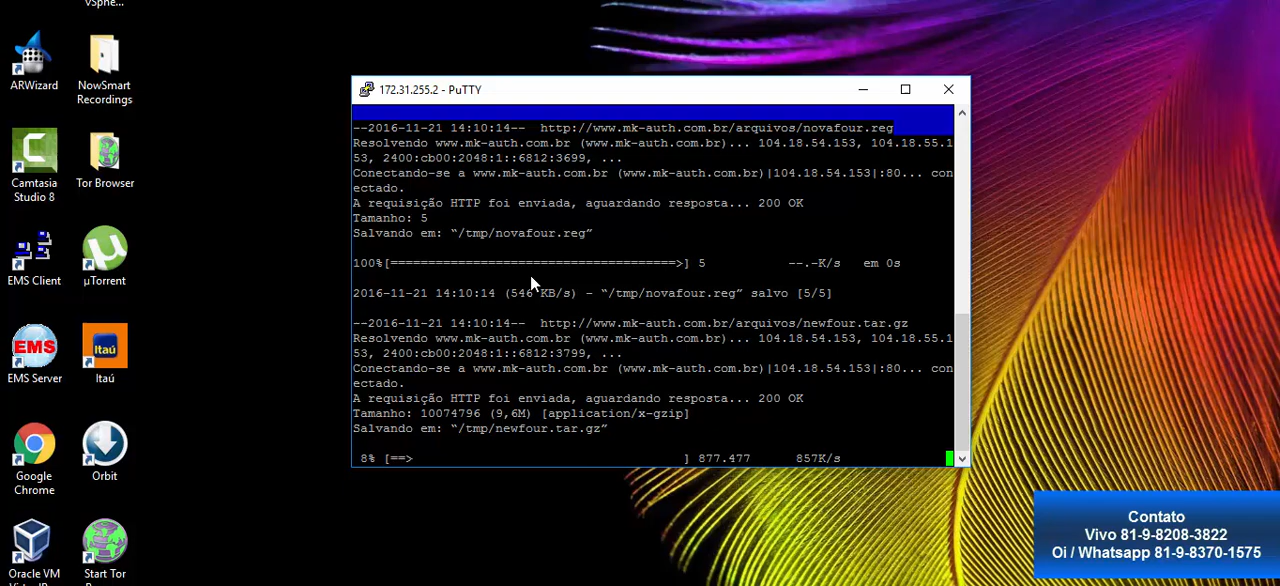 vSphere...
ARWizard
NowSmart
Recordings
Camtasia
Studio 8
Tor Browser
EMS Client
µTorrent
EMS
EMS Server
Itaú
Itaú
Google
Chrome
Orbit
Oracle VM
Start Tor
172.31.255.2 - PuTTY
--2016-11-21 14:10:14--  http://www.mk-auth.com.br/arquivos/novafour.reg
Resolvendo www.mk-auth.com.br (www.mk-auth.com.br)... 104.18.54.153, 104.18.55.1
53, 2400:cb00:2048:1::6812:3699, ...
Conectando-se a www.mk-auth.com.br (www.mk-auth.com.br)|104.18.54.153|:80... con
ectado.
A requisição HTTP foi enviada, aguardando resposta... 200 OK
Tamanho: 5
Salvando em: “/tmp/novafour.reg”
100%[======================================>] 5           --.-K/s   em 0s
2016-11-21 14:10:14 (546 KB/s) - “/tmp/novafour.reg” salvo [5/5]
--2016-11-21 14:10:14--  http://www.mk-auth.com.br/arquivos/newfour.tar.gz
Resolvendo www.mk-auth.com.br (www.mk-auth.com.br)... 104.18.54.153, 104.18.55.1
53, 2400:cb00:2048:1::6812:3799, ...
Conectando-se a www.mk-auth.com.br (www.mk-auth.com.br)|104.18.54.153|:80... con
ectado.
A requisição HTTP foi enviada, aguardando resposta... 200 OK
Tamanho: 10074796 (9,6M) [application/x-gzip]
Salvando em: “/tmp/newfour.tar.gz”
8% [==>                                    ] 877.477      857K/s
Contato
Vivo 81-9-8208-3822
Oi / Whatsapp 81-9-8370-1575